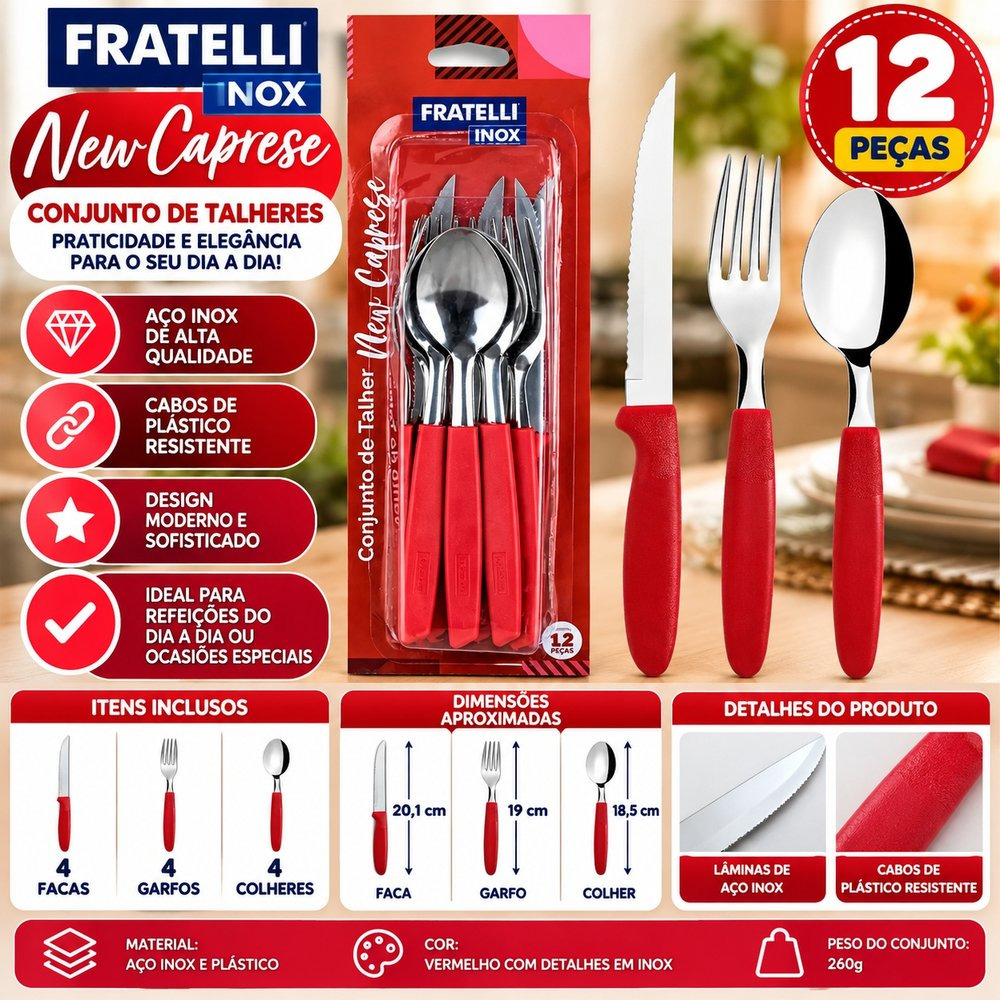 FRATELLI
INOX
New Caprese
CONJUNTO DE TALHERES
PRATICIDADE E ELEGÂNCIA
PARA O SEU DIA A DIA!
AÇO INOX
DE ALTA
QUALIDADE
CABOS DE
PLÁSTICO
RESISTENTE
DESIGN
MODERNO E
SOFISTICADO
IDEAL PARA
REFEIÇÕES DO
DIA A DIA OU
OCASIÕES ESPECIAIS
FRATELLI
INOX
Conjunto de Talher New Caprese
12
PEÇAS
12
PEÇAS
ITENS INCLUSOS
4
FACAS
4
GARFOS
4
COLHERES
DIMENSÕES
APROXIMADAS
20,1 cm
FACA
19 cm
GARFO
18,5 cm
COLHER
DETALHES DO PRODUTO
LÂMINAS DE
AÇO INOX
CABOS DE
PLÁSTICO RESISTENTE
MATERIAL:
AÇO INOX E PLÁSTICO
COR:
VERMELHO COM DETALHES EM INOX
PESO DO CONJUNTO:
260g